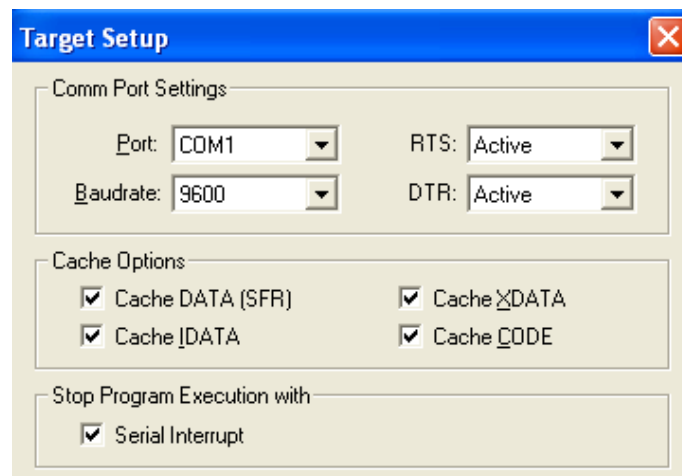 Target Setup
Comm Port Settings
Port: COM1 RTS: Active
Baudrate: 9600 DTR: Active
Cache Options
Cache DATA (SFR) Cache XDATA
Cache IDATA Cache CODE
Stop Program Execution with
Serial Interrupt